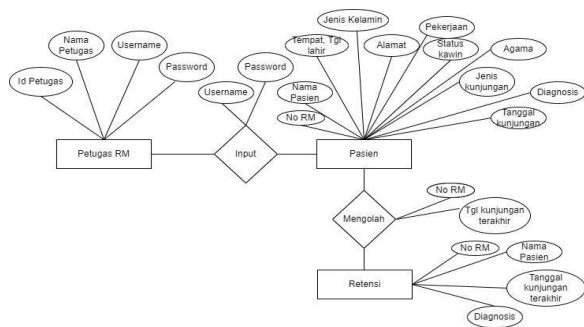 Jenis Kelamin
Nama
Petugas
Username
Tempat, Tgl
lahir
Alamat
Pekerjaan
Status
kawin
Agama
Id Petugas
Password
Password
Username
Nama
Pasien
No RM
Jenis
kunjungan
Diagnosis
Tanggal
kunjungan
Petugas RM
Input
Pasien
No RM
Mengolah
Tgl kunjungan
terakhir
No RM
Nama
Pasien
Retensi
Tanggal
kunjungan
terakhir
Diagnosis